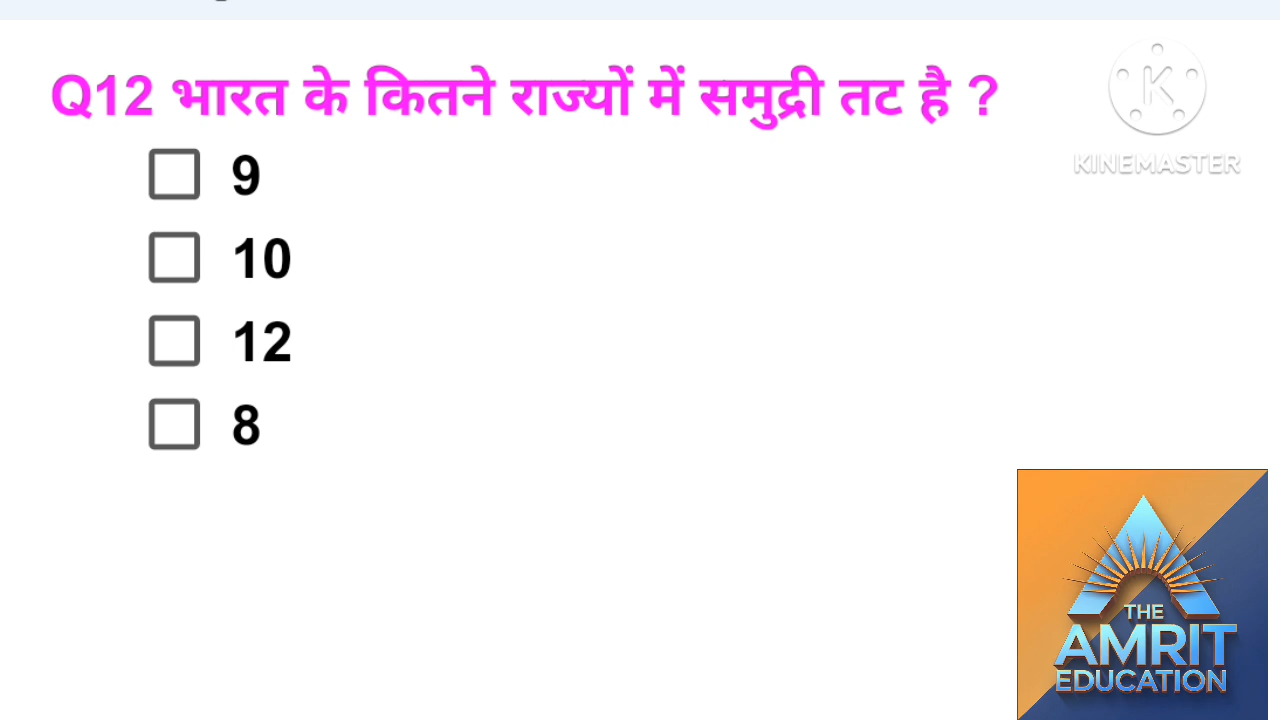 Q12 भारत के कितने राज्यों में समुद्री तट है ?
KINEMASTER
9
10
12
8
THE
AMRIT
EDUCATION